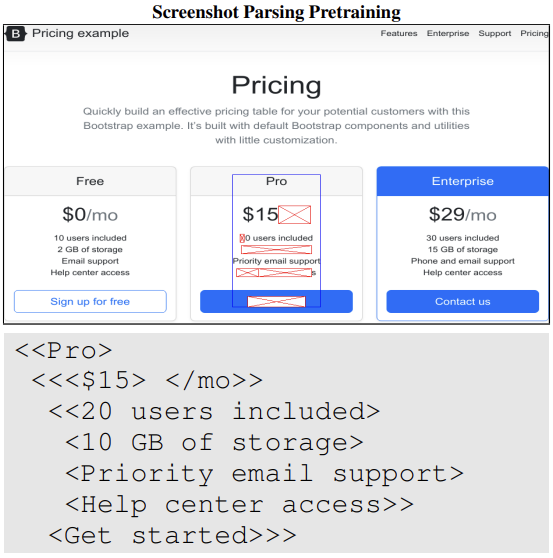 Screenshot Parsing Pretraining
B Pricing example
Features Enterprise Support Pricing
Pricing
Quickly build an effective pricing table for your potential customers with this
Bootstrap example. It's built with default Bootstrap components and utilities
with little customization.
Free
$0/mo
10 users included
2 GB of storage
Email support
Help center access
Sign up for free
Pro
$15
0 users included
Priority email support
s
Enterprise
$29/mo
30 users included
15 GB of storage
Phone and email support
Help center access
Contact us
<<Pro>
<<<$15> </mo>>
<<20 users included>
<10 GB of storage>
<Priority email support>
<Help center access>>
<Get started>>>